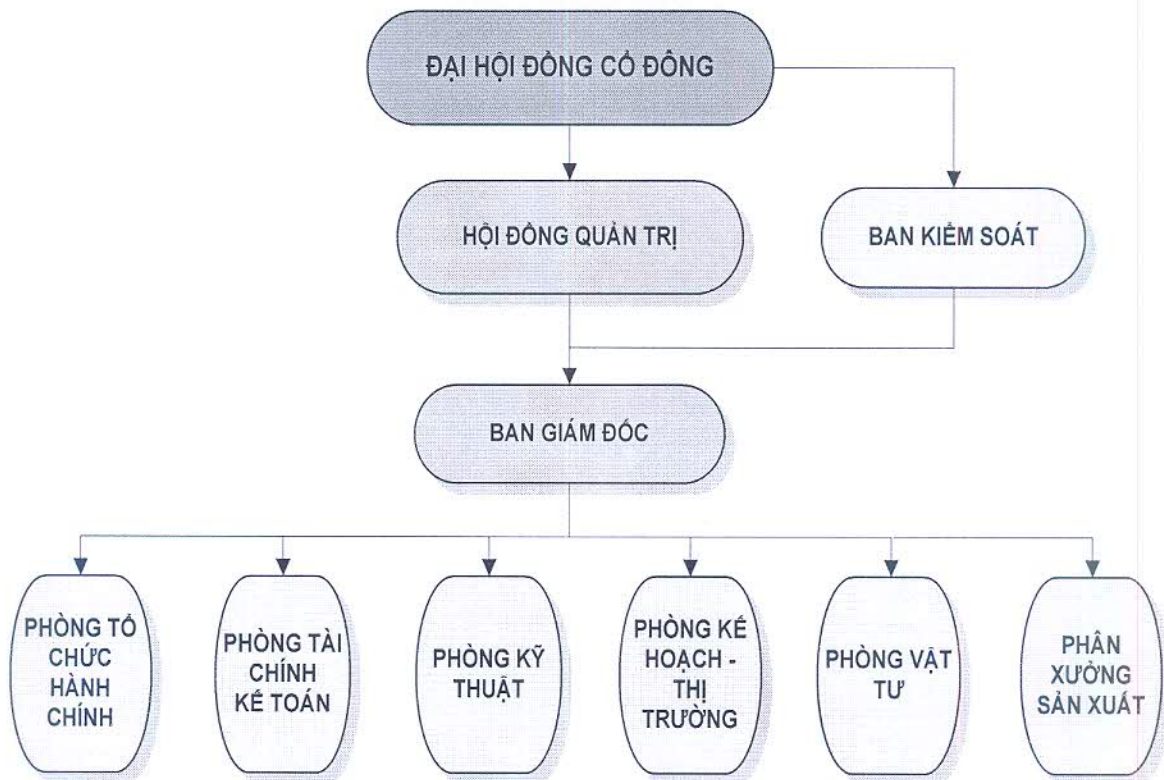 ĐẠI HỘI ĐỒNG CỔ ĐÔNG
HỘI ĐỒNG QUẢN TRỊ
BAN KIỂM SOÁT
BAN GIÁM ĐỐC
PHÒNG TỔ
CHỨC
HÀNH
CHÍNH
PHÒNG TÀI
CHÍNH
KẾ TOÁN
PHÒNG KỸ
THUẬT
PHÒNG KẾ
HOẠCH -
THỊ
TRƯỜNG
PHÒNG VẬT
TƯ
PHÂN
XƯỞNG
SẢN XUẤT